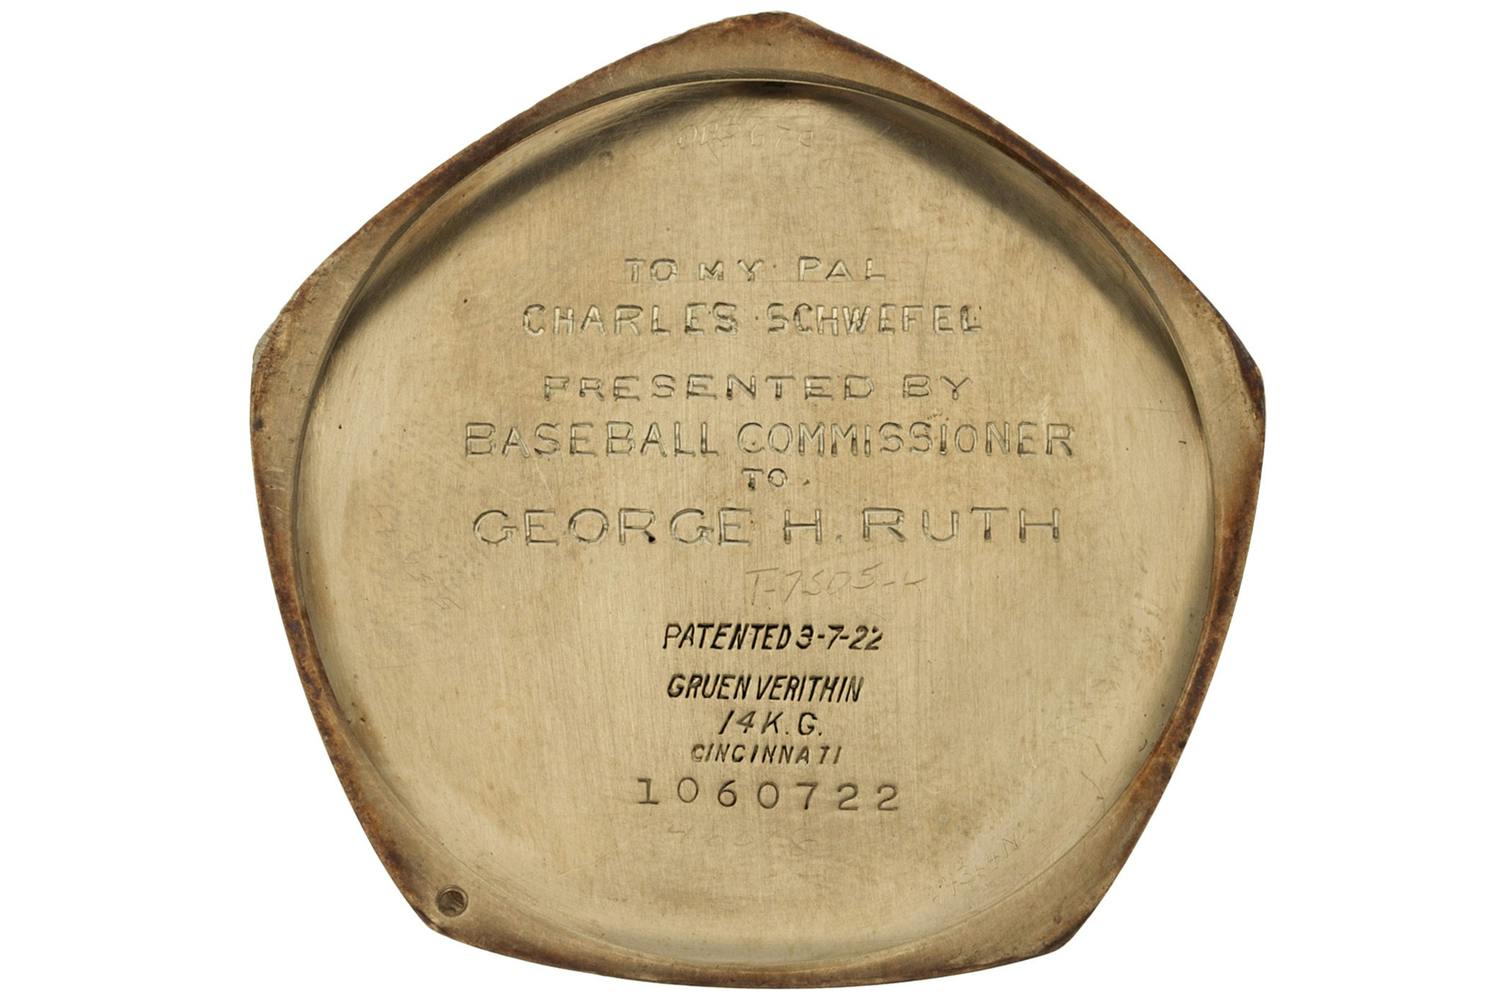 TO MY PAL
CHARLES SCHWEFEL
PRESENTED BY
BASEBALL COMMISSIONER
TO
GEORGE H. RUTH
PATENTED 3-7-22
GRUEN VERITHIN
14 K. G.
CINCINNATI
1060722